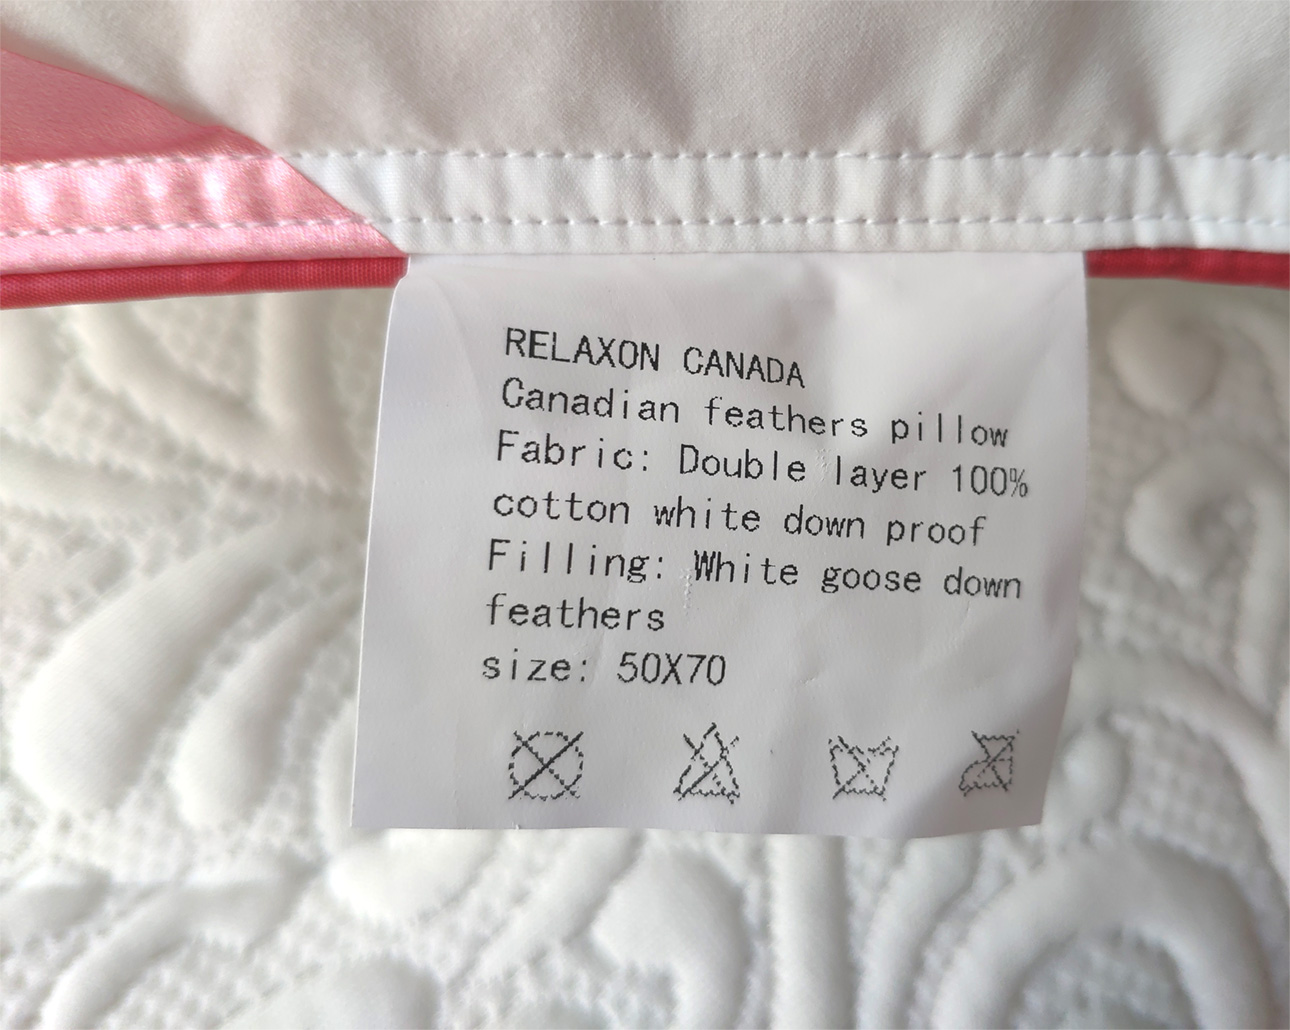 RELAXON CANADA
Canadian feathers pillow
Fabric: Double layer 100%
cotton white down proof
Filling: White goose down
feathers
size: 50X70